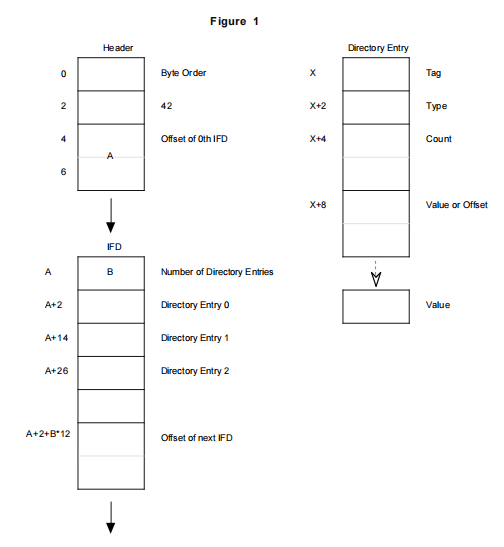 Figure 1
Header
0 Byte Order
2 42
4 Offset of 0th IFD
A
6
IFD
A B Number of Directory Entries
A+2 Directory Entry 0
A+14 Directory Entry 1
A+26 Directory Entry 2
A+2+B*12 Offset of next IFD
Directory Entry
X Tag
X+2 Type
X+4 Count
X+8 Value or Offset
Value